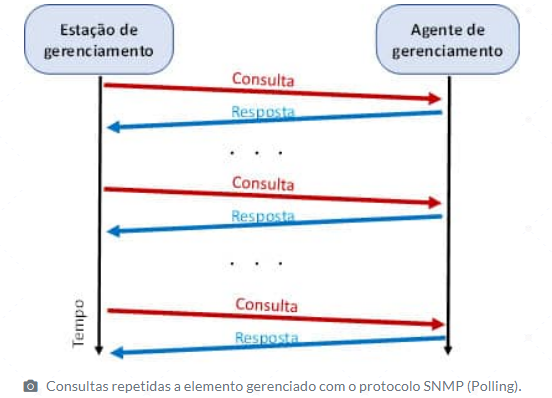 Estação de
gerenciamento
Agente de
gerenciamento
Consulta
Resposta
. . .
Consulta
Resposta
. . .
Consulta
Resposta
Tempo
Consultas repetidas a elemento gerenciado com o protocolo SNMP (Polling).